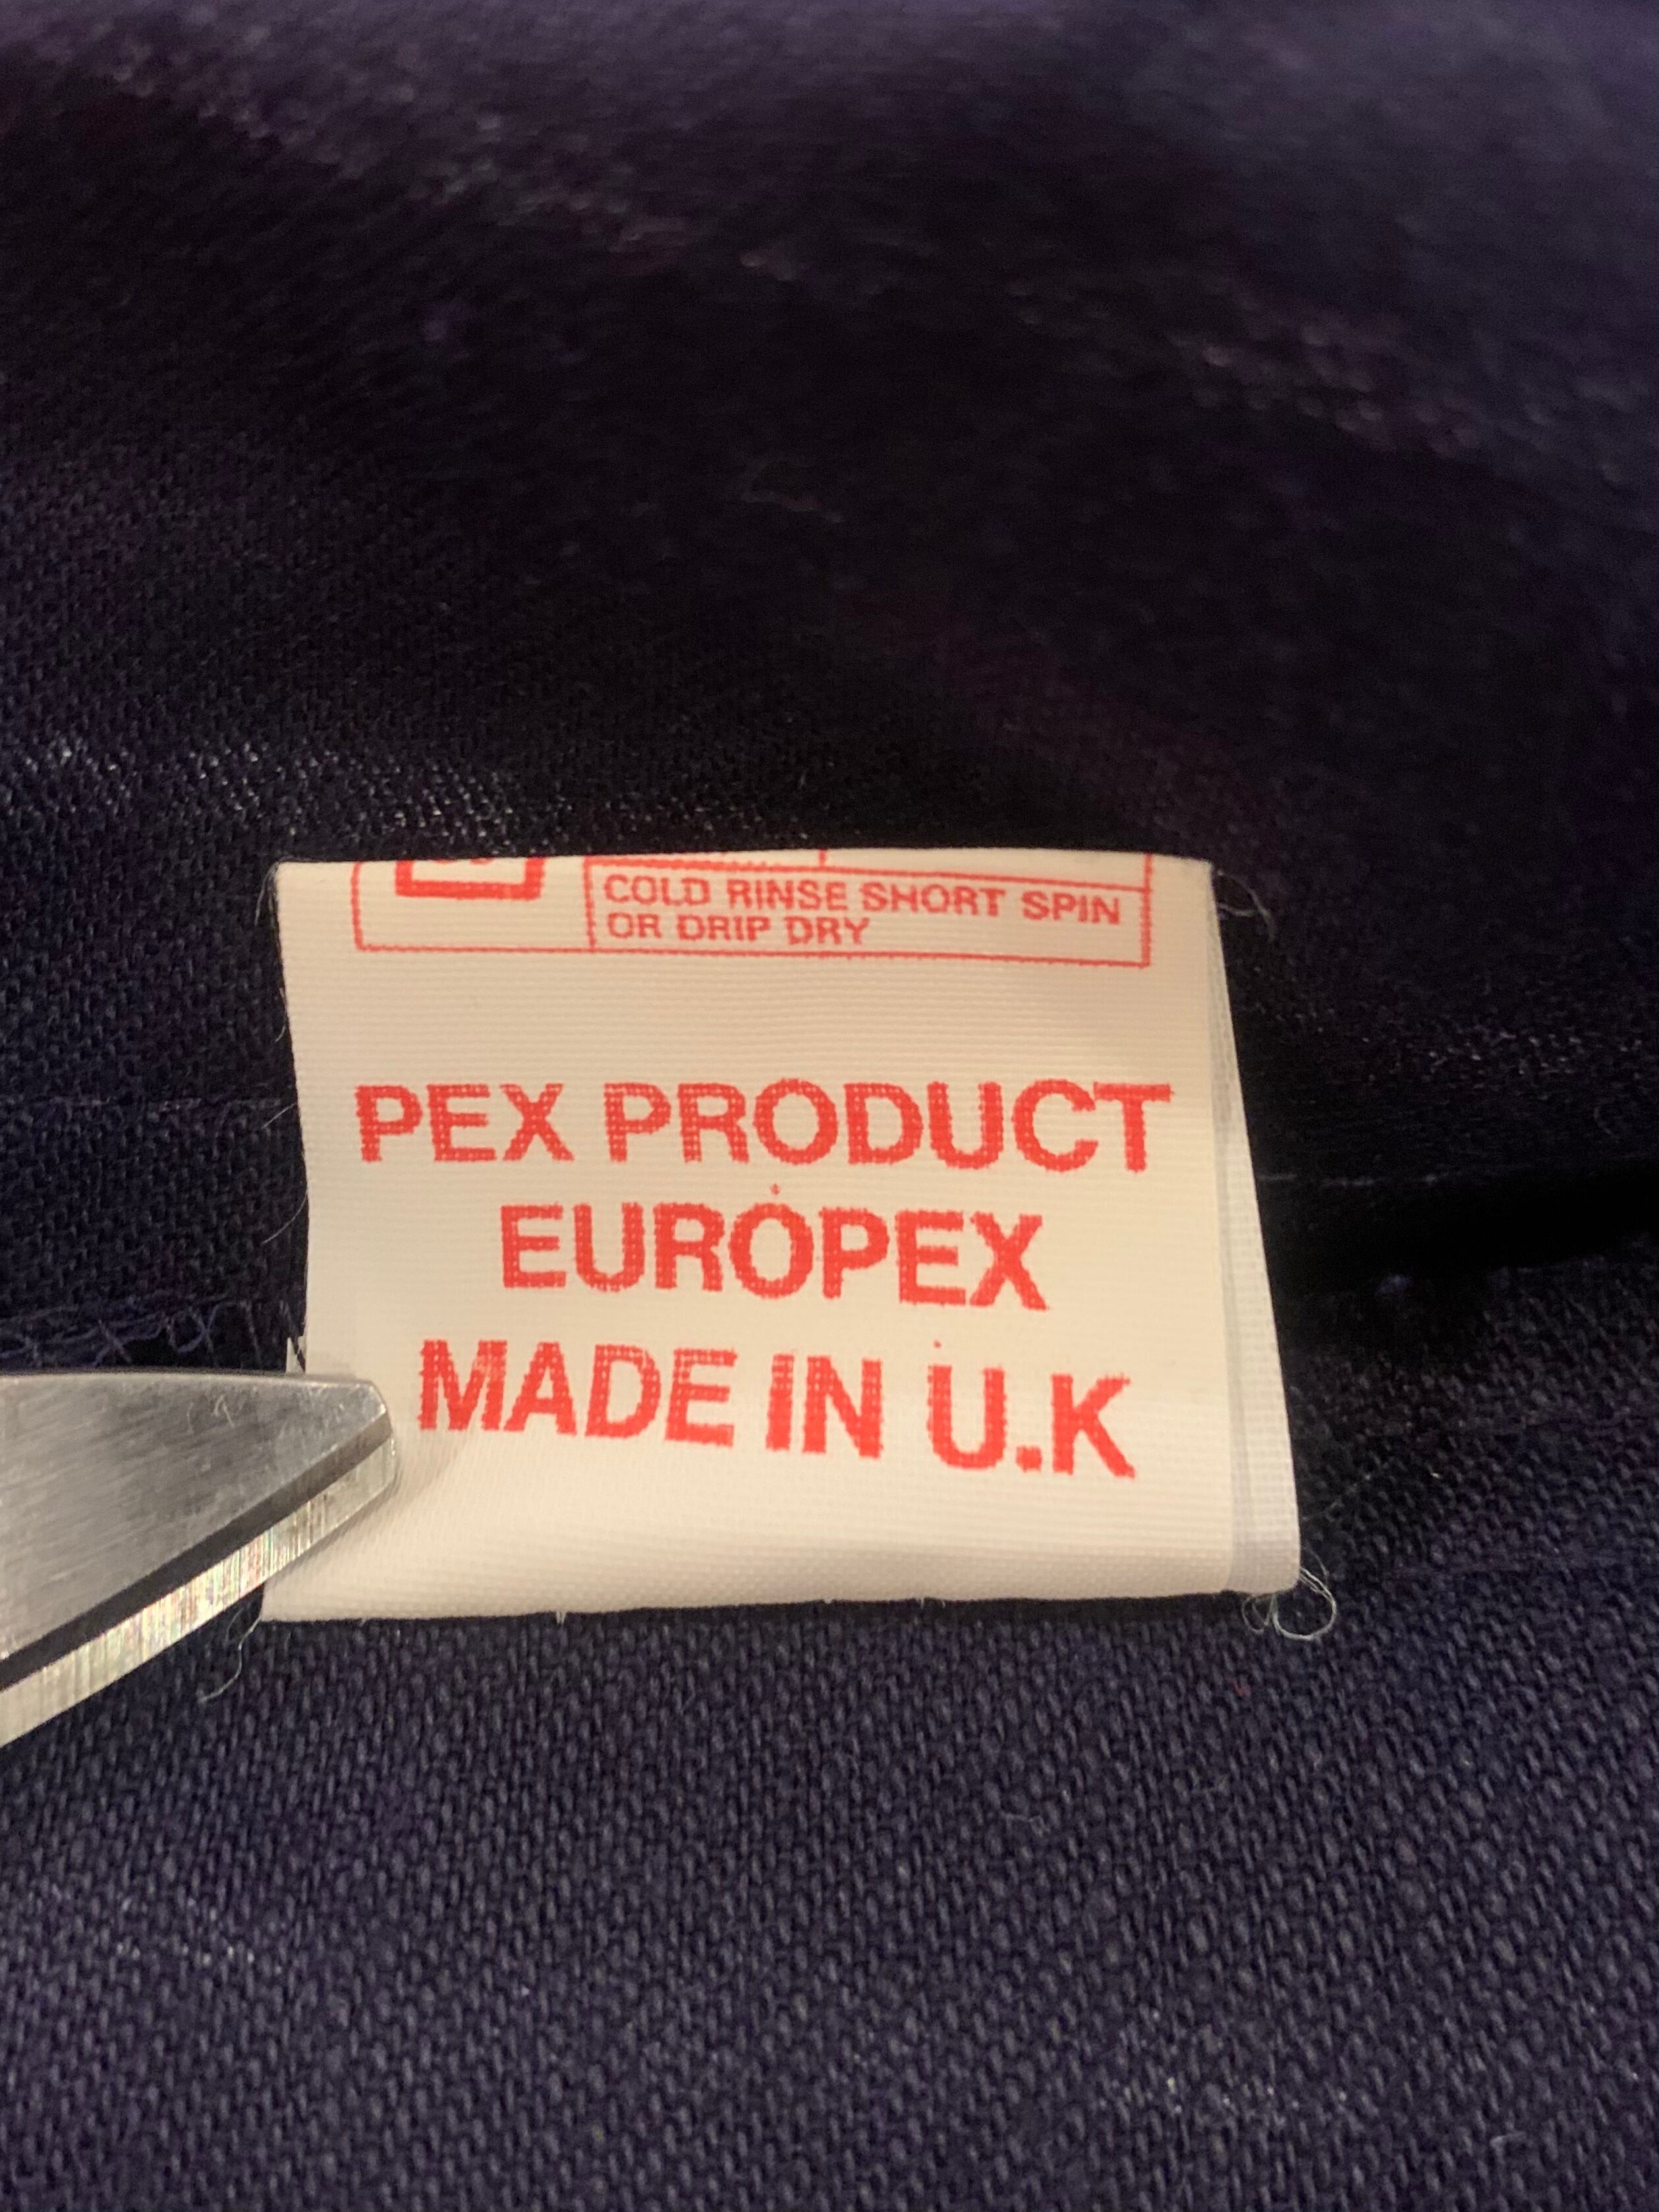 COLD RINSE SHORT SPIN
OR DRIP DRY
PEX PRODUCT
EUROPEX
MADE IN U.K